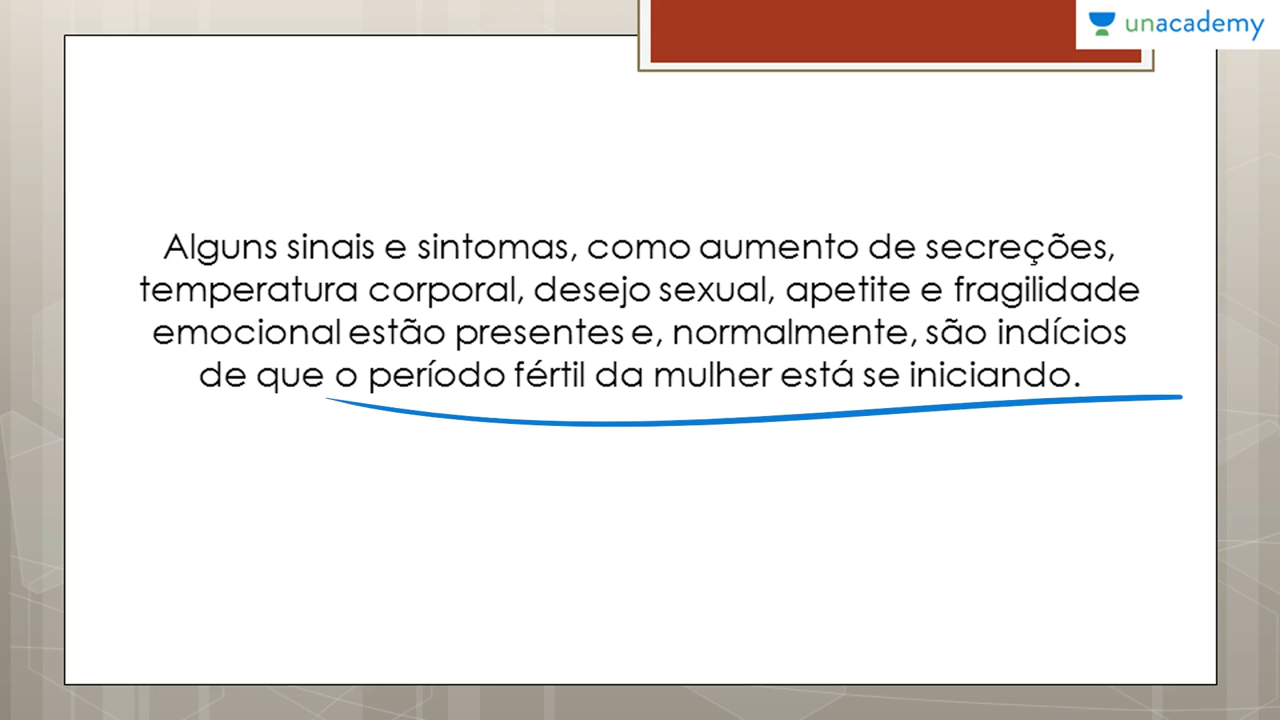 unacademy
Alguns sinais e sintomas, como aumento de secreções,
temperatura corporal, desejo sexual, apetite e fragilidade
emocional estão presentes e, normalmente, são indícios
de que o período fértil da mulher está se iniciando.